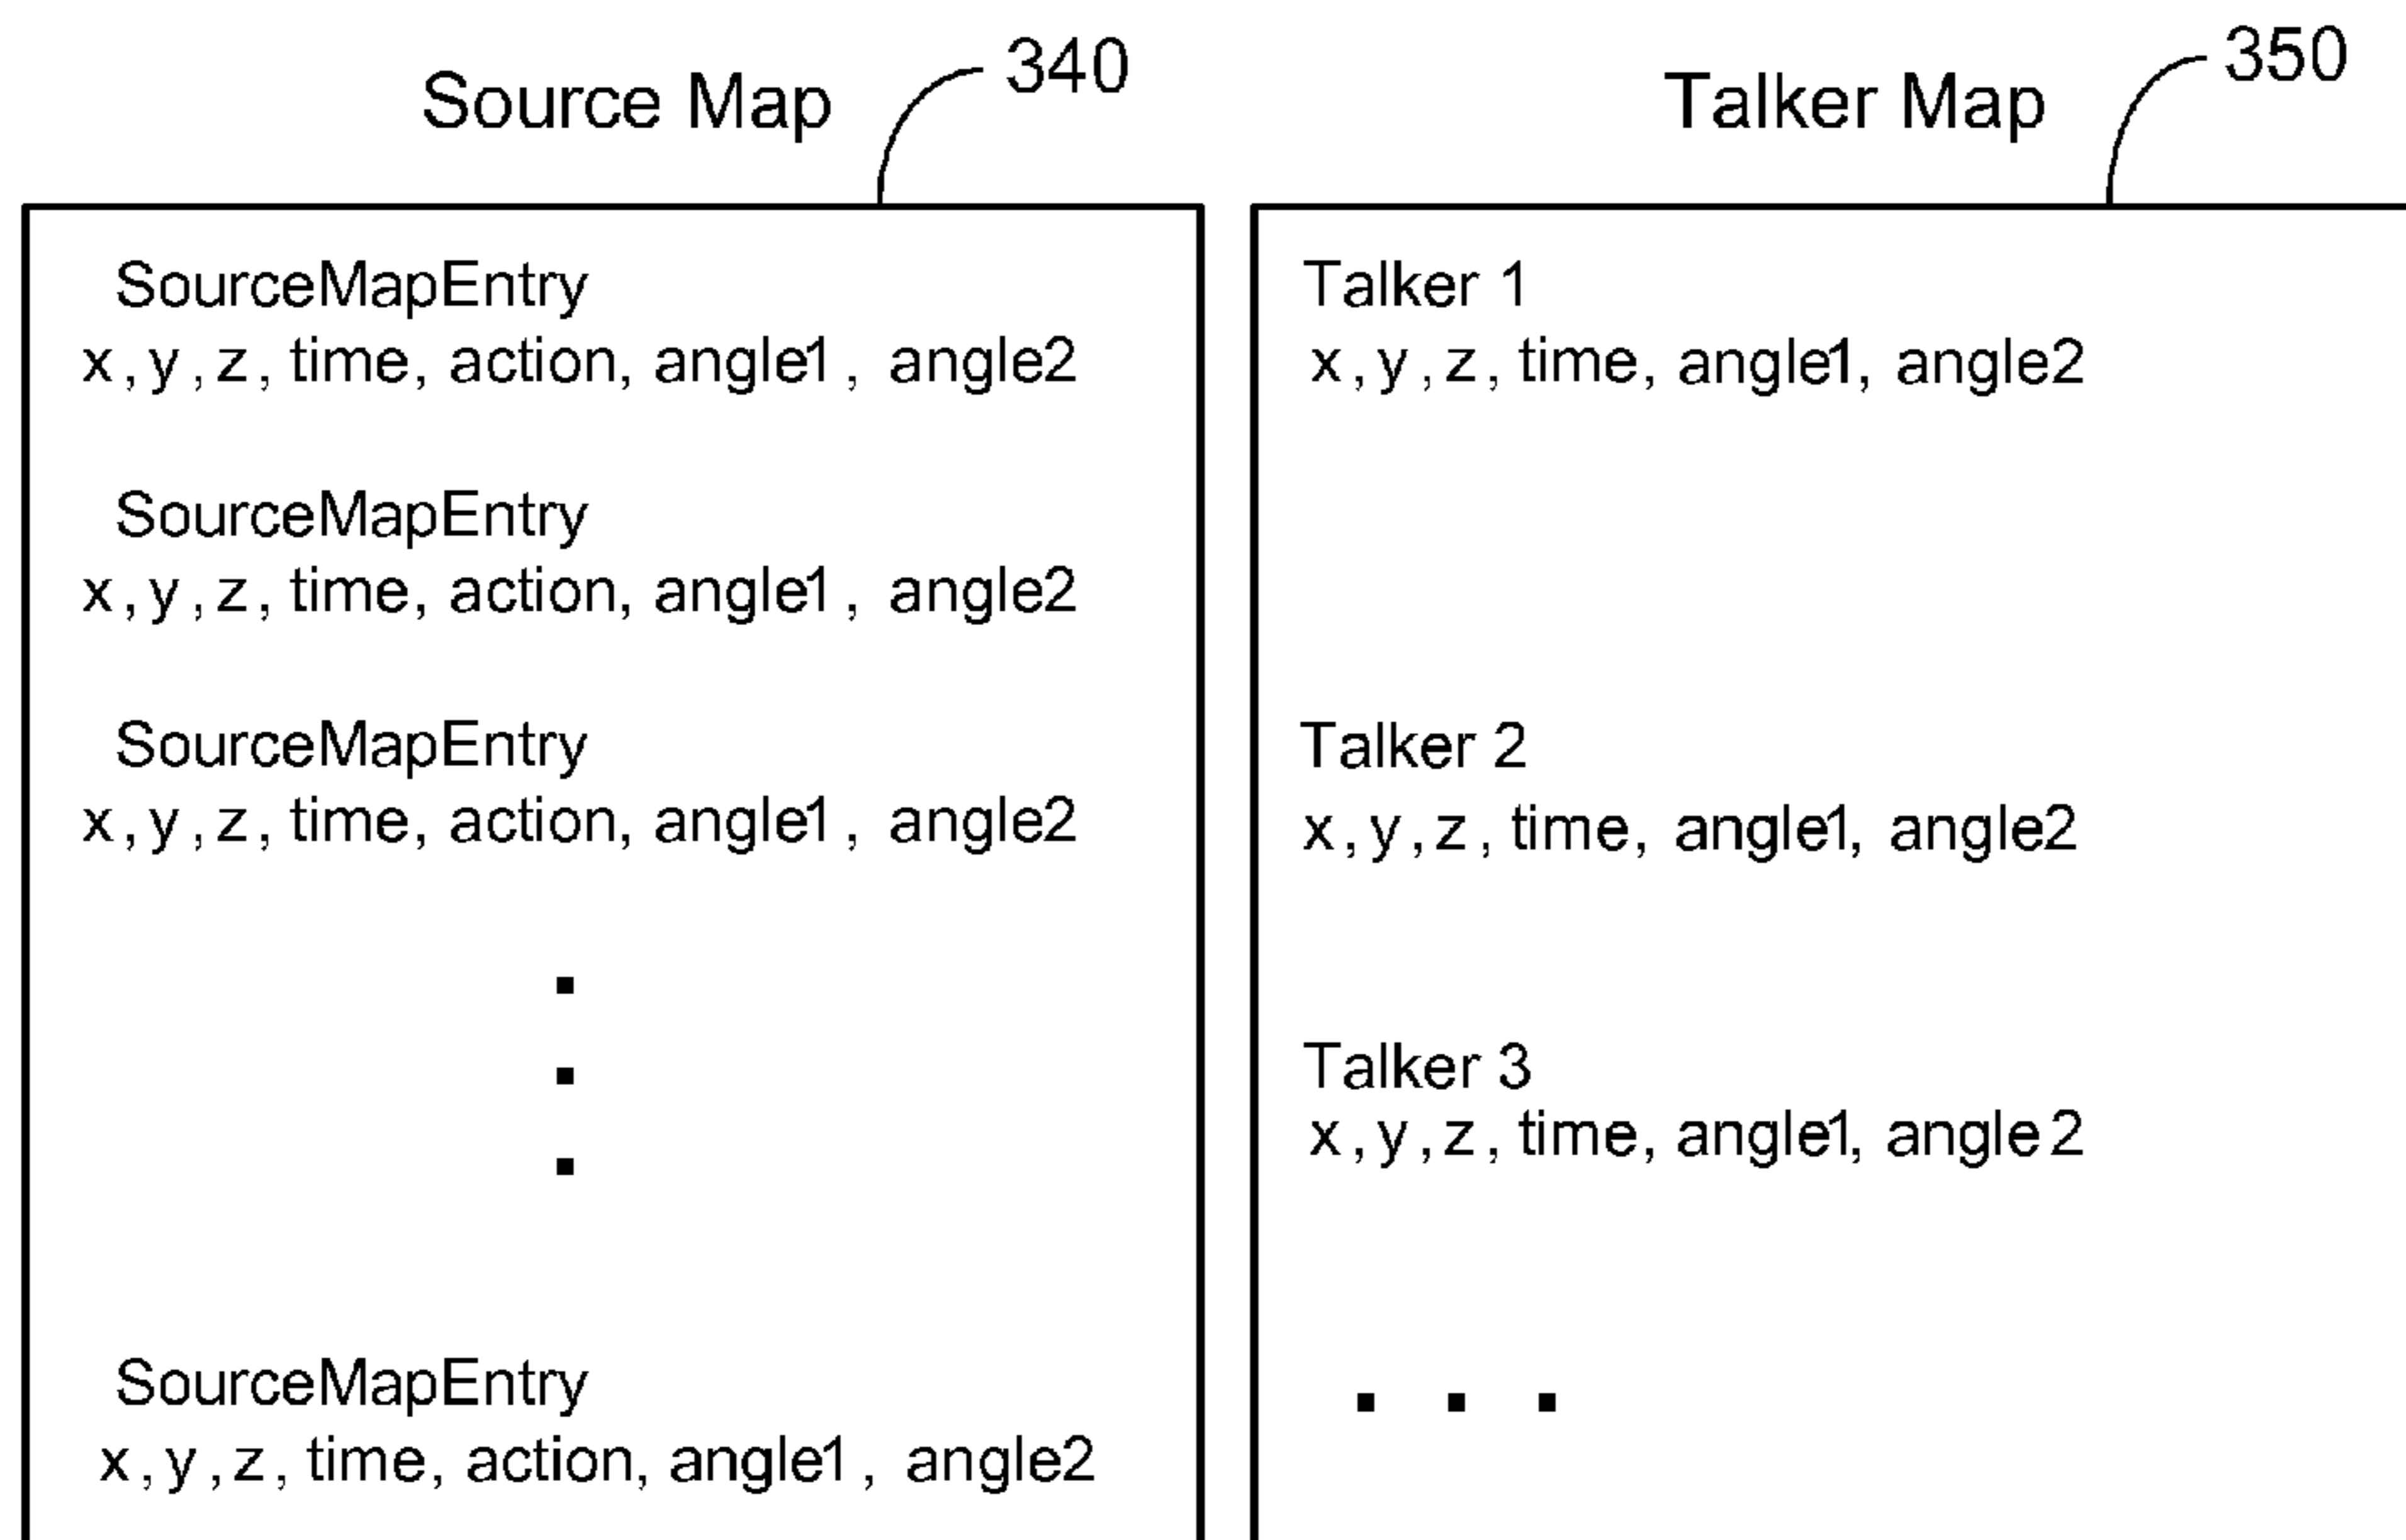 Source Map
340
SourceMapEntry
x, y, z, time, action, angle1, angle2
SourceMapEntry
x, y, z, time, action, angle1, angle2
SourceMapEntry
x, y, z, time, action, angle1, angle2
.
.
.
SourceMapEntry
x, y, z, time, action, angle1, angle2
Talker Map
350
Talker 1
x, y, z, time, angle1, angle2
Talker 2
x, y, z, time, angle1, angle2
Talker 3
x, y, z, time, angle1, angle 2
. . .